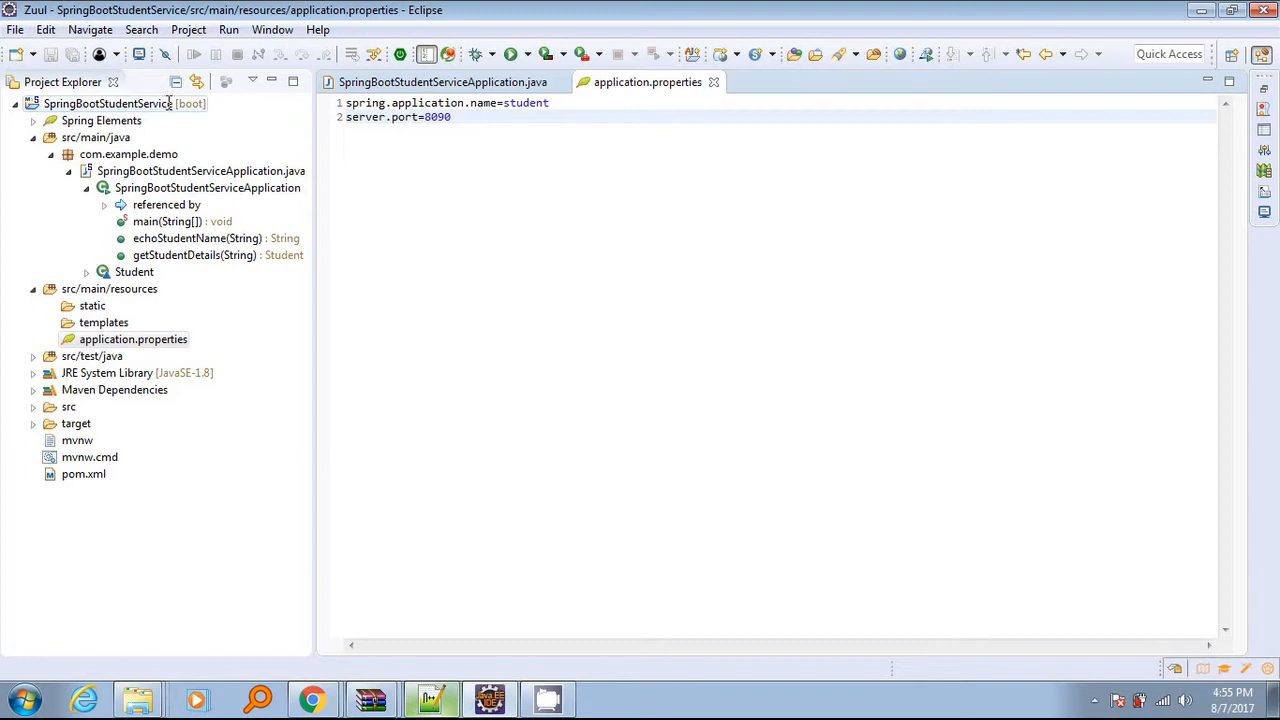 Zuul - SpringBootStudentService/src/main/resources/application.properties - Eclipse
File Edit Navigate Search Project Run Window Help
Quick Access
Project Explorer
SpringBootStudentServiceApplication.java
application.properties
SpringBootStudentService [boot]
Spring Elements
src/main/java
com.example.demo
SpringBootStudentServiceApplication.java
SpringBootStudentServiceApplication
referenced by
main(String[]) : void
echoStudentName(String) : String
getStudentDetails(String) : Student
Student
src/main/resources
static
templates
application.properties
src/test/java
JRE System Library [JavaSE-1.8]
Maven Dependencies
src
target
mvnw
mvnw.cmd
pom.xml
1 spring.application.name=student
2 server.port=8090
Java EE
IDE
4:55 PM
8/7/2017